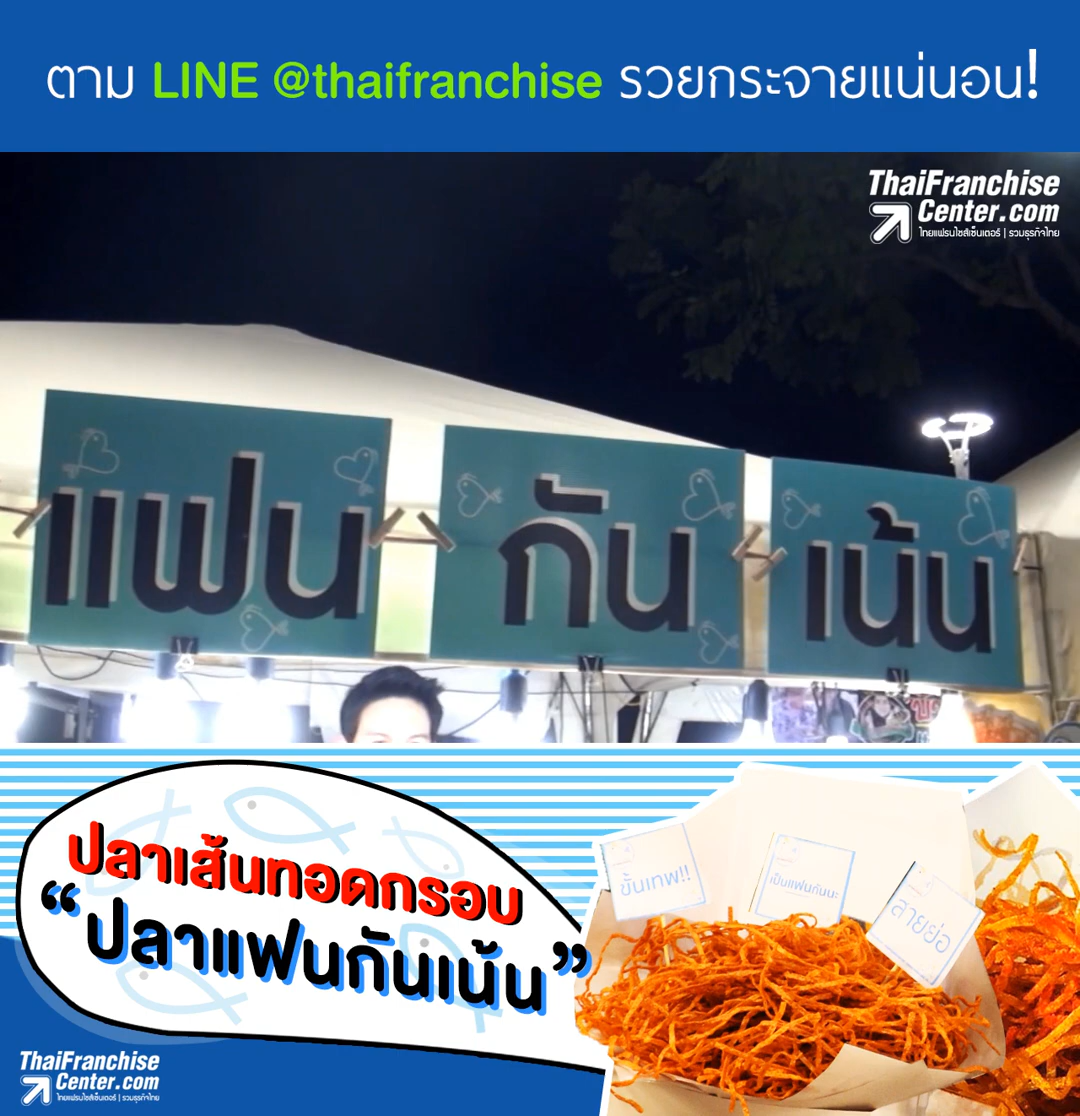 ตาม LINE @thaifranchise รวยกระจายแน่นอน!
ThaiFranchise
Center.com
ไทยแฟรนไชส์เซ็นเตอร์ | รวมธุรกิจไทย
แฟน กัน เน้น
ปลาเส้นทอดกรอบ
“ปลาแฟนกันเน้น”
ขั้นเทพ!!
เป็นแฟนกันนะ
สายย่อ
ThaiFranchise
Center.com
ไทยแฟรนไชส์เซ็นเตอร์ | รวมธุรกิจไทย